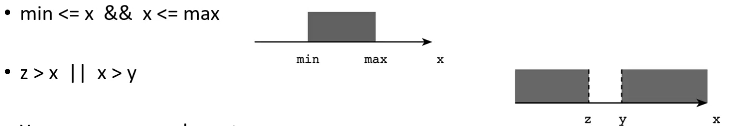 • min <= x && x <= max
min max x
• z > x || x > y
z y x